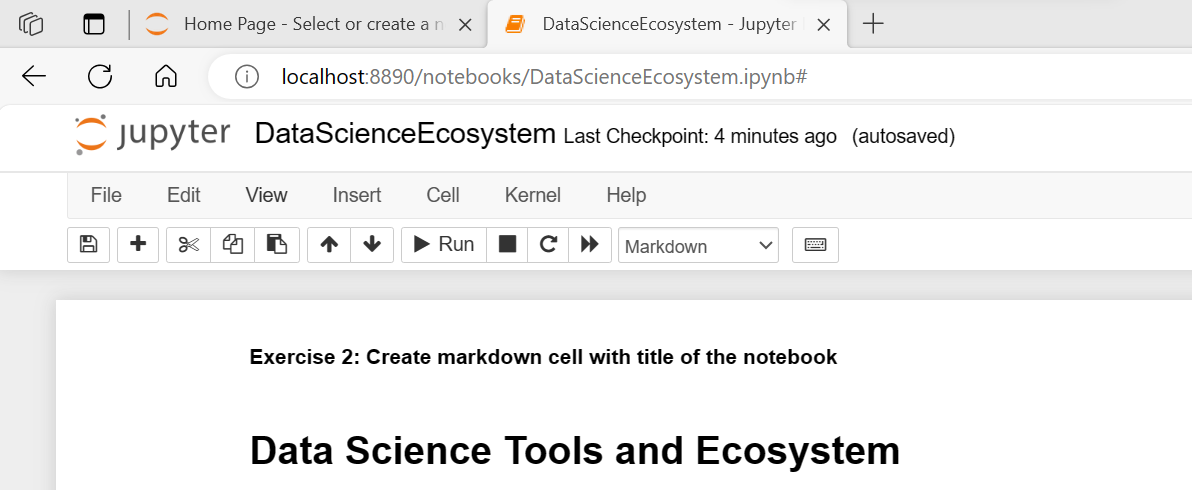 Home Page - Select or create a n
DataScienceEcosystem - Jupyter
localhost:8890/notebooks/DataScienceEcosystem.ipynb#
jupyter DataScienceEcosystem Last Checkpoint: 4 minutes ago (autosaved)
File Edit View Insert Cell Kernel Help
Run Markdown
Exercise 2: Create markdown cell with title of the notebook
Data Science Tools and Ecosystem